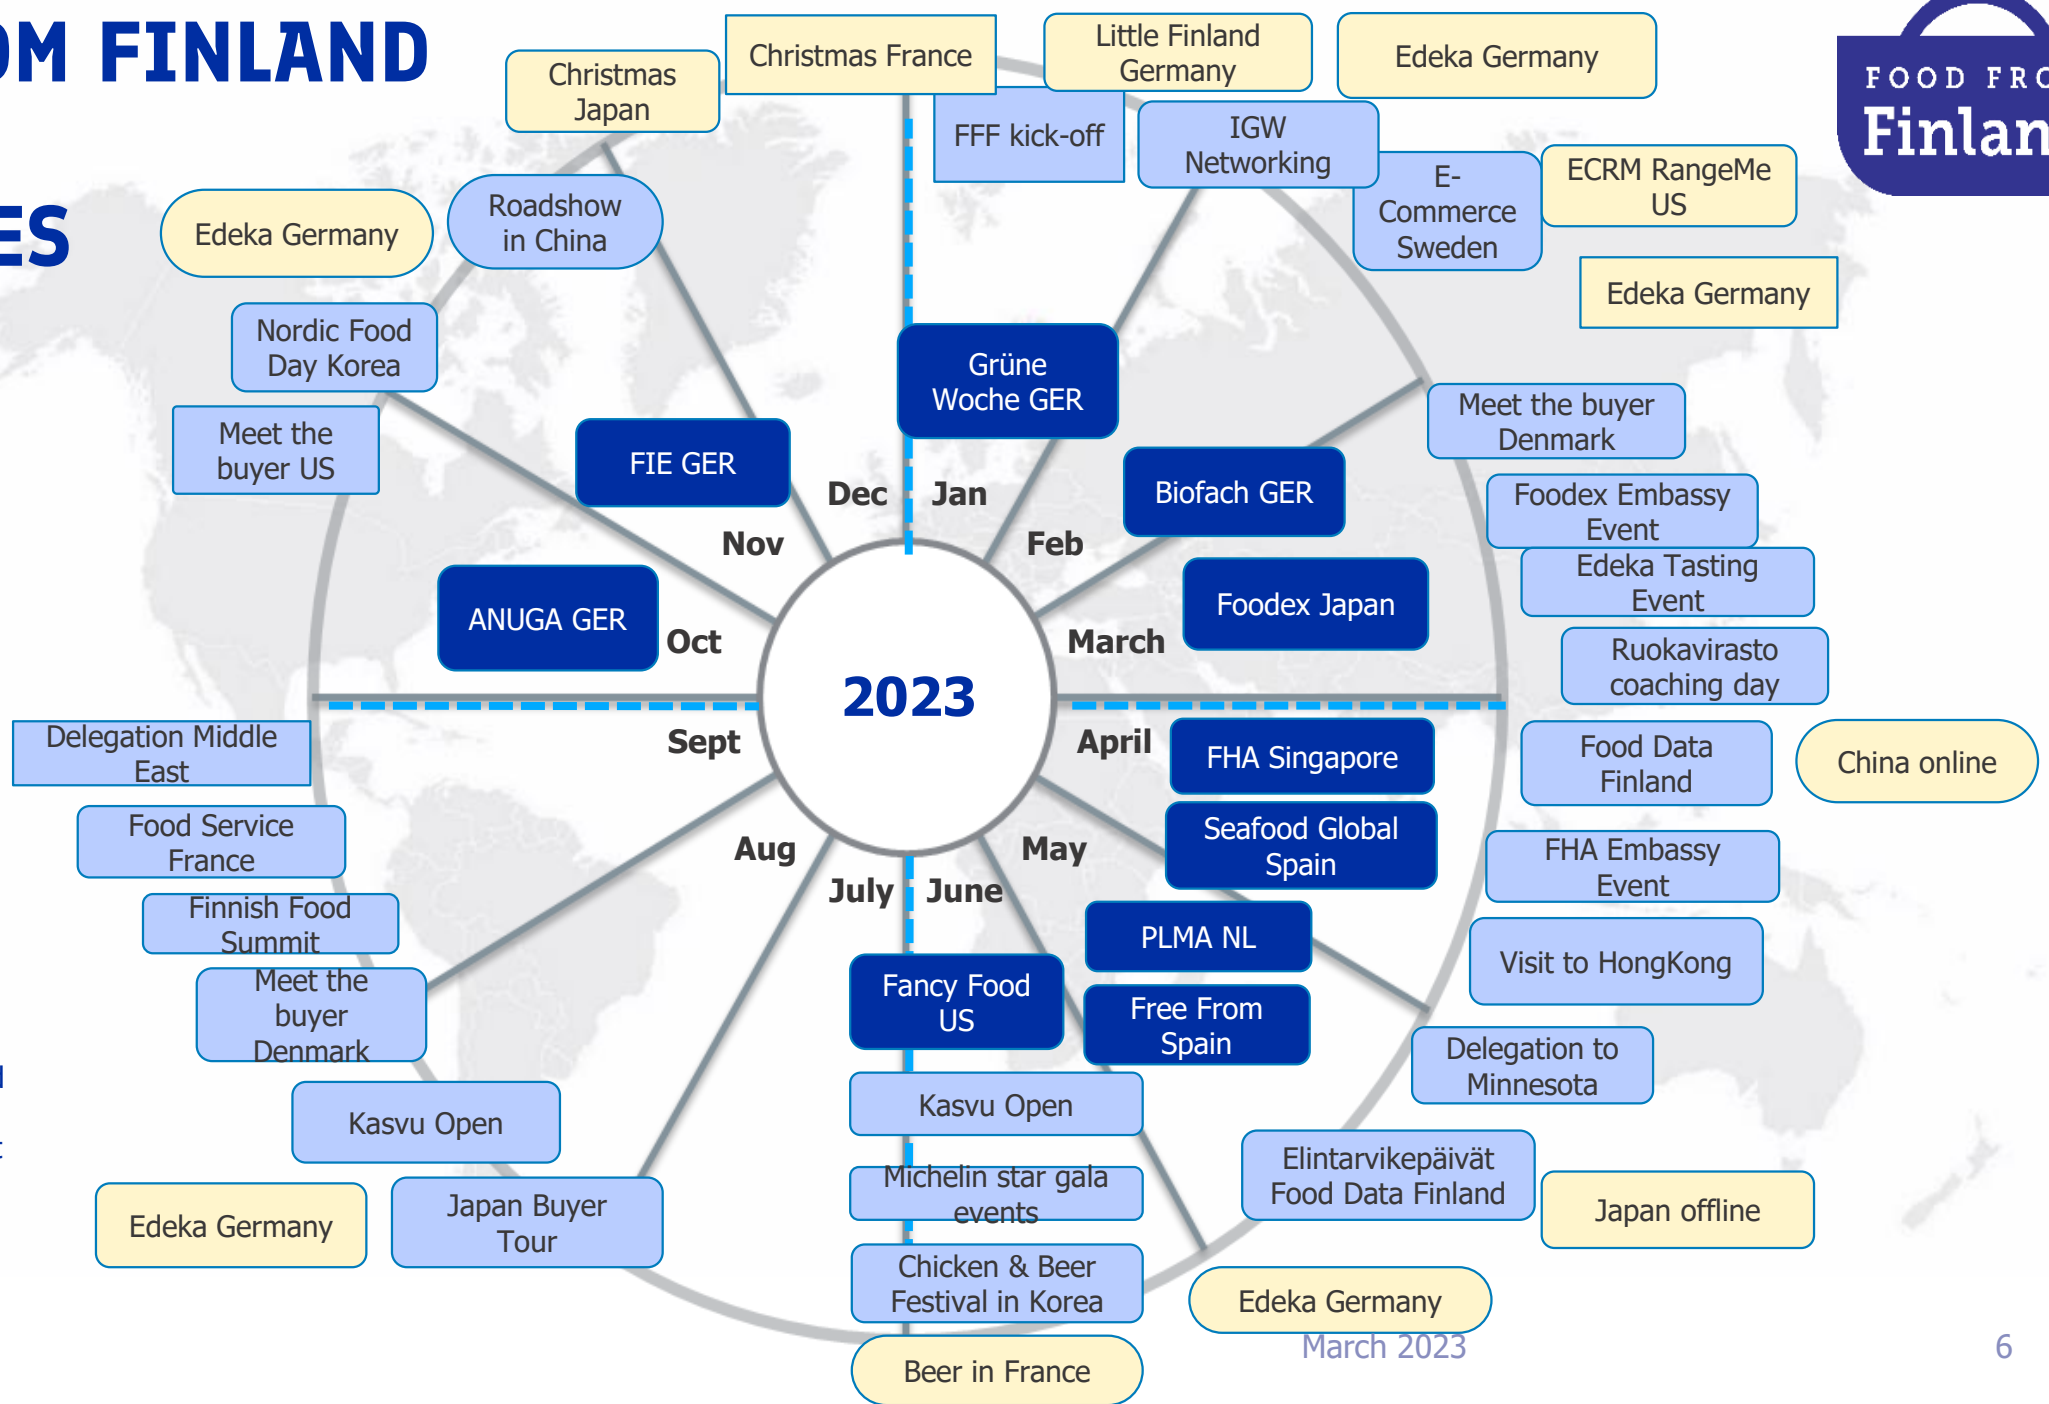 OM FINLAND
ES
FOOD FRO
Finlan
Christmas
Japan
Christmas France
Little Finland
Germany
Edeka Germany
FFF kick-off
IGW
Networking
E-
Commerce
Sweden
ECRM RangeMe
US
Edeka Germany
Edeka Germany
Roadshow
in China
Nordic Food
Day Korea
Meet the
buyer US
Grüne
Woche GER
FIE GER
Biofach GER
Foodex Japan
ANUGA GER
Dec
Jan
Nov
Feb
Oct
March
2023
Sept
April
Aug
May
July
June
Meet the buyer
Denmark
Foodex Embassy
Event
Edeka Tasting
Event
Ruokavirasto
coaching day
Food Data
Finland
China online
FHA Singapore
Seafood Global
Spain
FHA Embassy
Event
Visit to HongKong
PLMA NL
Free From
Spain
Fancy Food
US
Delegation to
Minnesota
Elintarvikepäivät
Food Data Finland
Japan offline
Delegation Middle
East
Food Service
France
Finnish Food
Summit
Meet the
buyer
Denmark
Kasvu Open
Edeka Germany
Japan Buyer
Tour
Kasvu Open
Michelin star gala
events
Chicken & Beer
Festival in Korea
Beer in France
Edeka Germany
March 2023
6